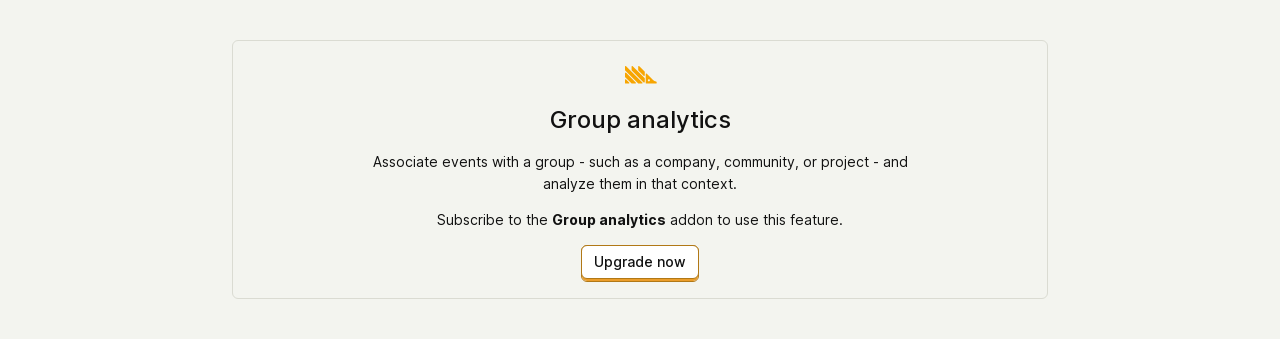 Group analytics
Associate events with a group - such as a company, community, or project - and
analyze them in that context.
Subscribe to the Group analytics addon to use this feature.
Upgrade now